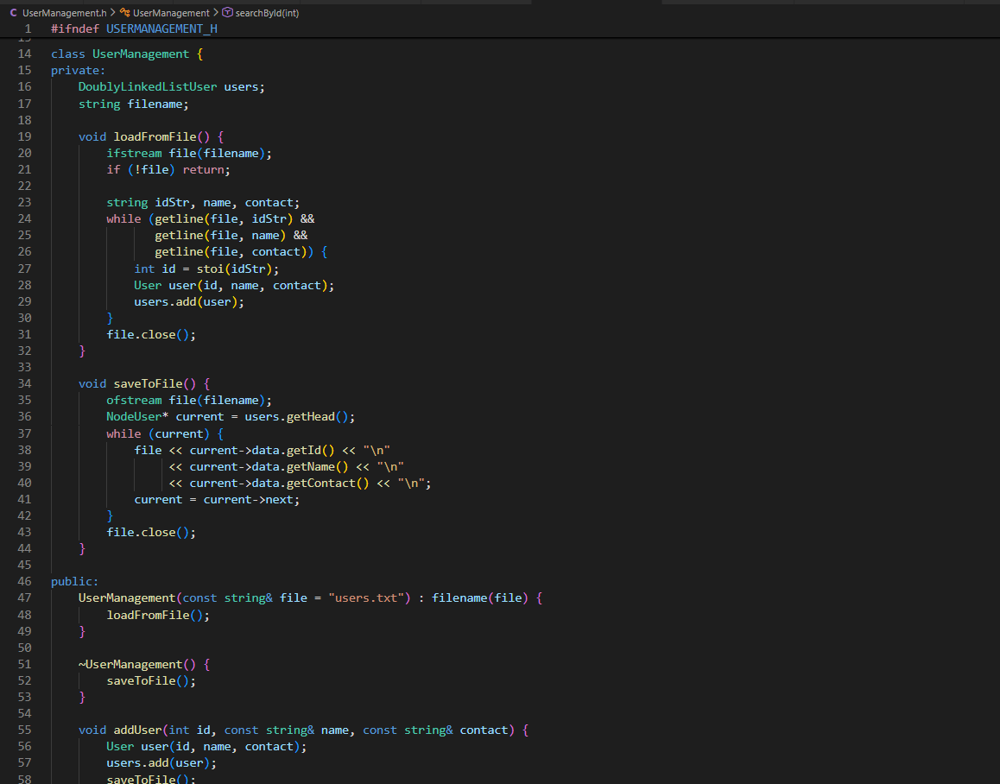 UserManagement.h > UserManagement > searchById(int)
1 #ifndef USERMANAGEMENT_H
14 class UserManagement {
15 private:
16 DoublyLinkedListUser users;
17 string filename;
18
19 void loadFromFile() {
20 ifstream file(filename);
21 if (!file) return;
22
23 string idStr, name, contact;
24 while (getline(file, idStr) &&
25 getline(file, name) &&
26 getline(file, contact)) {
27 int id = stoi(idStr);
28 User user(id, name, contact);
29 users.add(user);
30 }
31 file.close();
32 }
33
34 void saveToFile() {
35 ofstream file(filename);
36 NodeUser* current = users.getHead();
37 while (current) {
38 file << current->data.getId() << "\n"
39 << current->data.getName() << "\n"
40 << current->data.getContact() << "\n";
41 current = current->next;
42 }
43 file.close();
44 }
45
46 public:
47 UserManagement(const string& file = "users.txt") : filename(file) {
48 loadFromFile();
49 }
50
51 ~UserManagement() {
52 saveToFile();
53 }
54
55 void addUser(int id, const string& name, const string& contact) {
56 User user(id, name, contact);
57 users.add(user);
58 saveToFile();